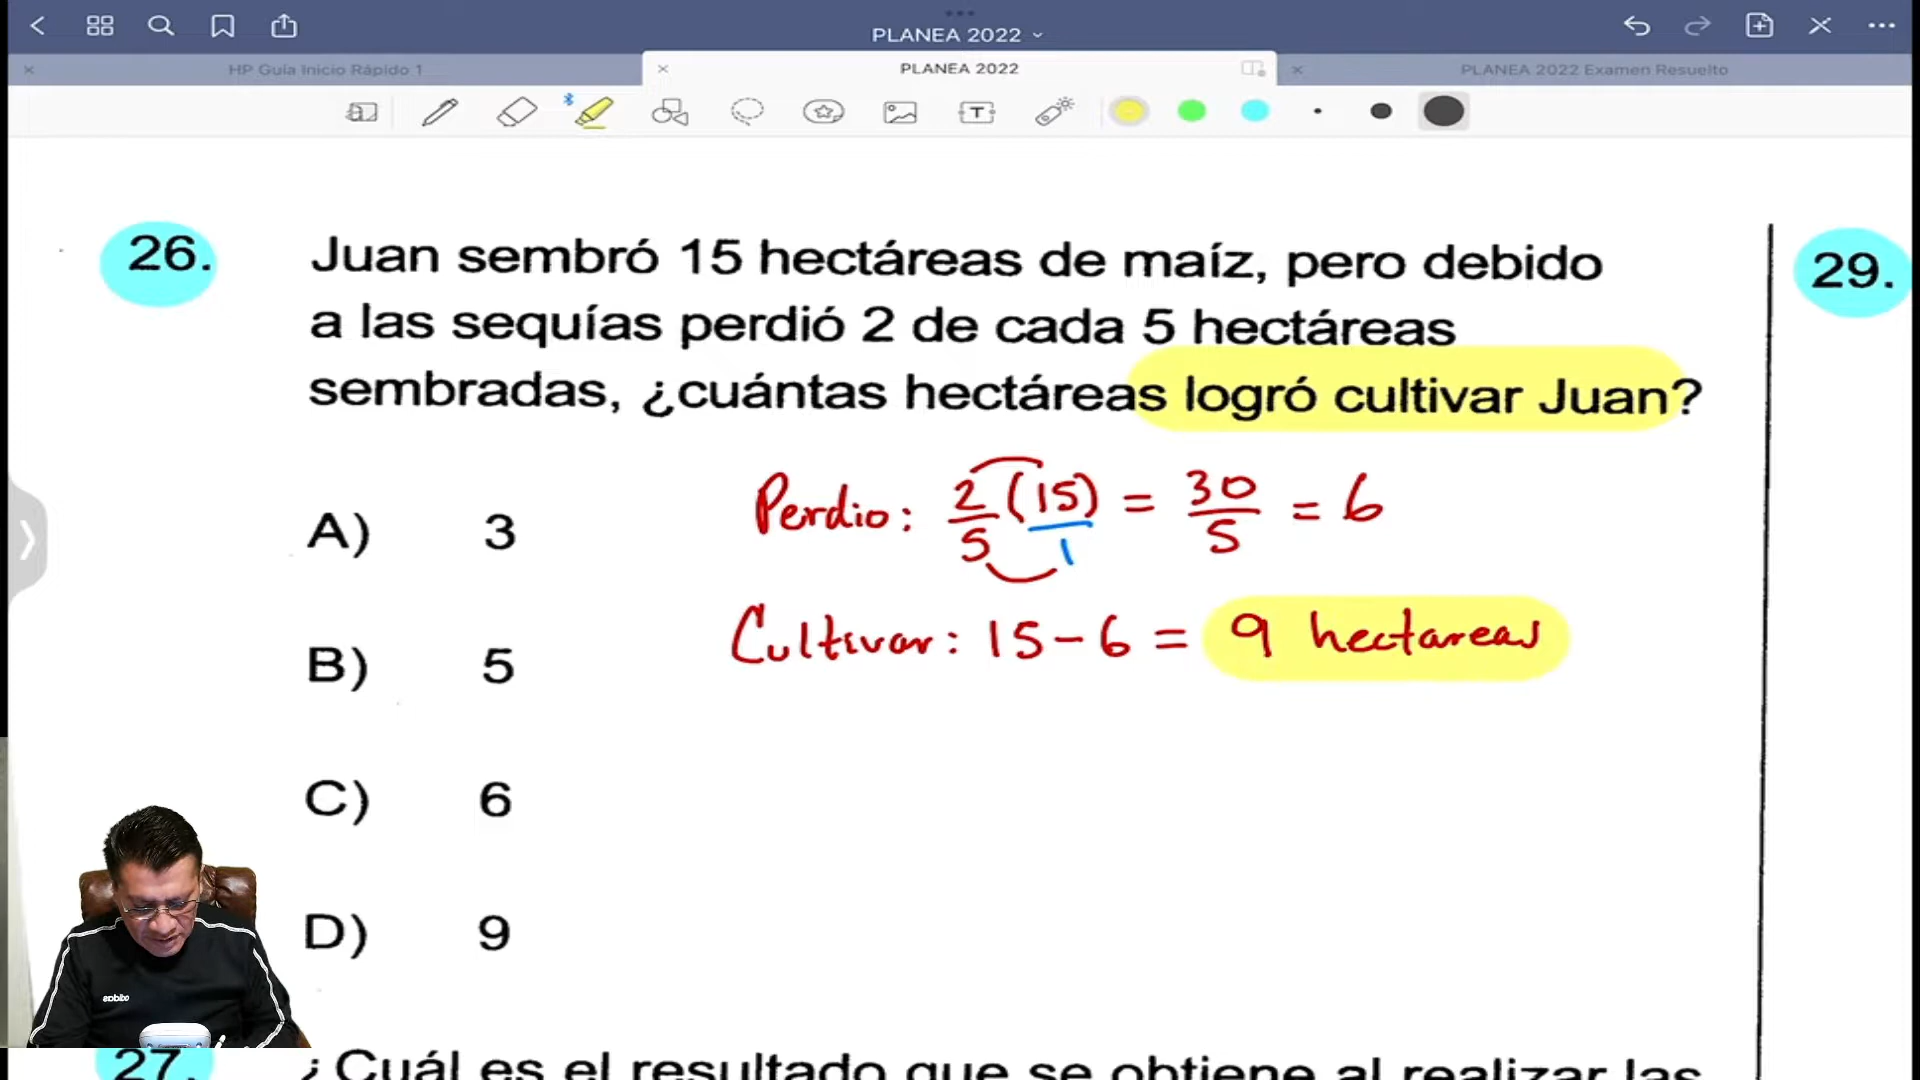 PLANEA 2022
HP Guía Inicio Rápido 1
PLANEA 2022
PLANEA 2022 Examen Resuelto
26. Juan sembró 15 hectáreas de maíz, pero debido
a las sequías perdió 2 de cada 5 hectáreas
sembradas, ¿cuántas hectáreas logró cultivar Juan?
29.
Perdio: 2/5 (15)/1 = 30/5 = 6
Cultivar: 15 - 6 = 9 hectareas
A) 3
B) 5
C) 6
D) 9
27. ¿Cuál es el resultado que se obtiene al realizar las